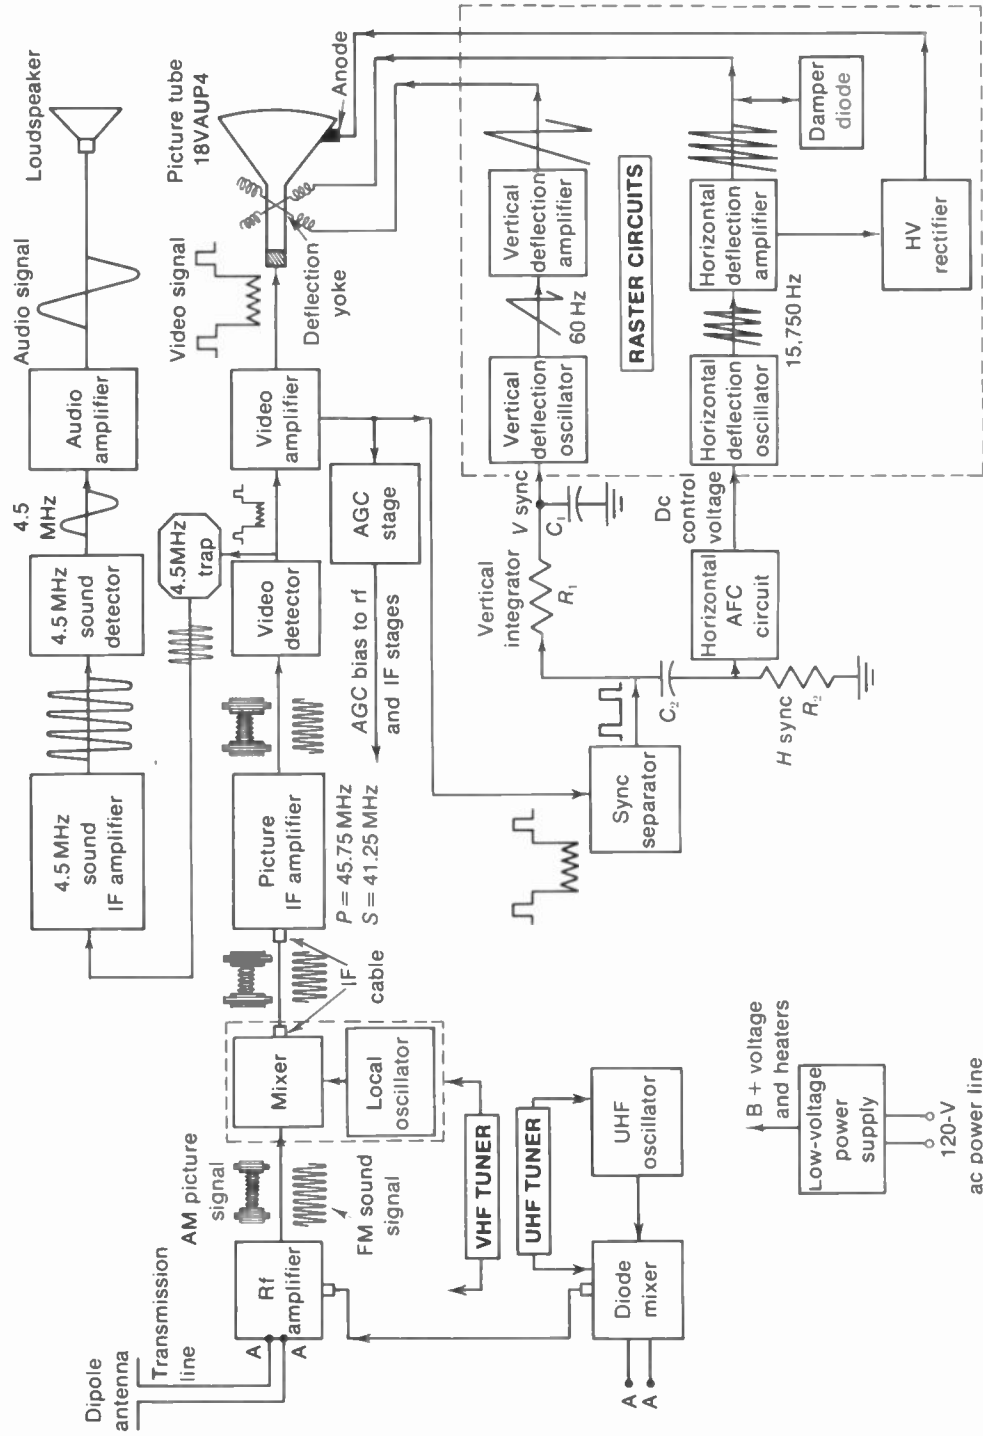 Dipole
antenna
Transmission
line
A
A
Rf
amplifier
AM picture
signal
FM sound
signal
Mixer
Local
oscillator
IF
cable
VHF TUNER
UHF TUNER
Diode
mixer
A
A
UHF
oscillator
4.5 MHz
sound
IF amplifier
4.5 MHz
sound
detector
4.5
MHz
Audio
amplifier
Audio signal
Loudspeaker
Picture
IF amplifier
P = 45.75 MHz
S = 41.25 MHz
Video
detector
4.5MHz
trap
Video
amplifier
Video signal
Picture tube
18VAUP4
Anode
Deflection
yoke
AGC
stage
AGC bias to rf
and IF stages
Sync
separator
Vertical
integrator
R1
C1
V sync
C2
H sync
R2
Horizontal
AFC
circuit
Dc
control
voltage
Vertical
deflection
oscillator
60 Hz
Vertical
deflection
amplifier
RASTER CIRCUITS
Horizontal
deflection
oscillator
15,750 Hz
Horizontal
deflection
amplifier
Damper
diode
HV
rectifier
B + voltage
and heaters
Low-voltage
power
supply
120-V
ac power line